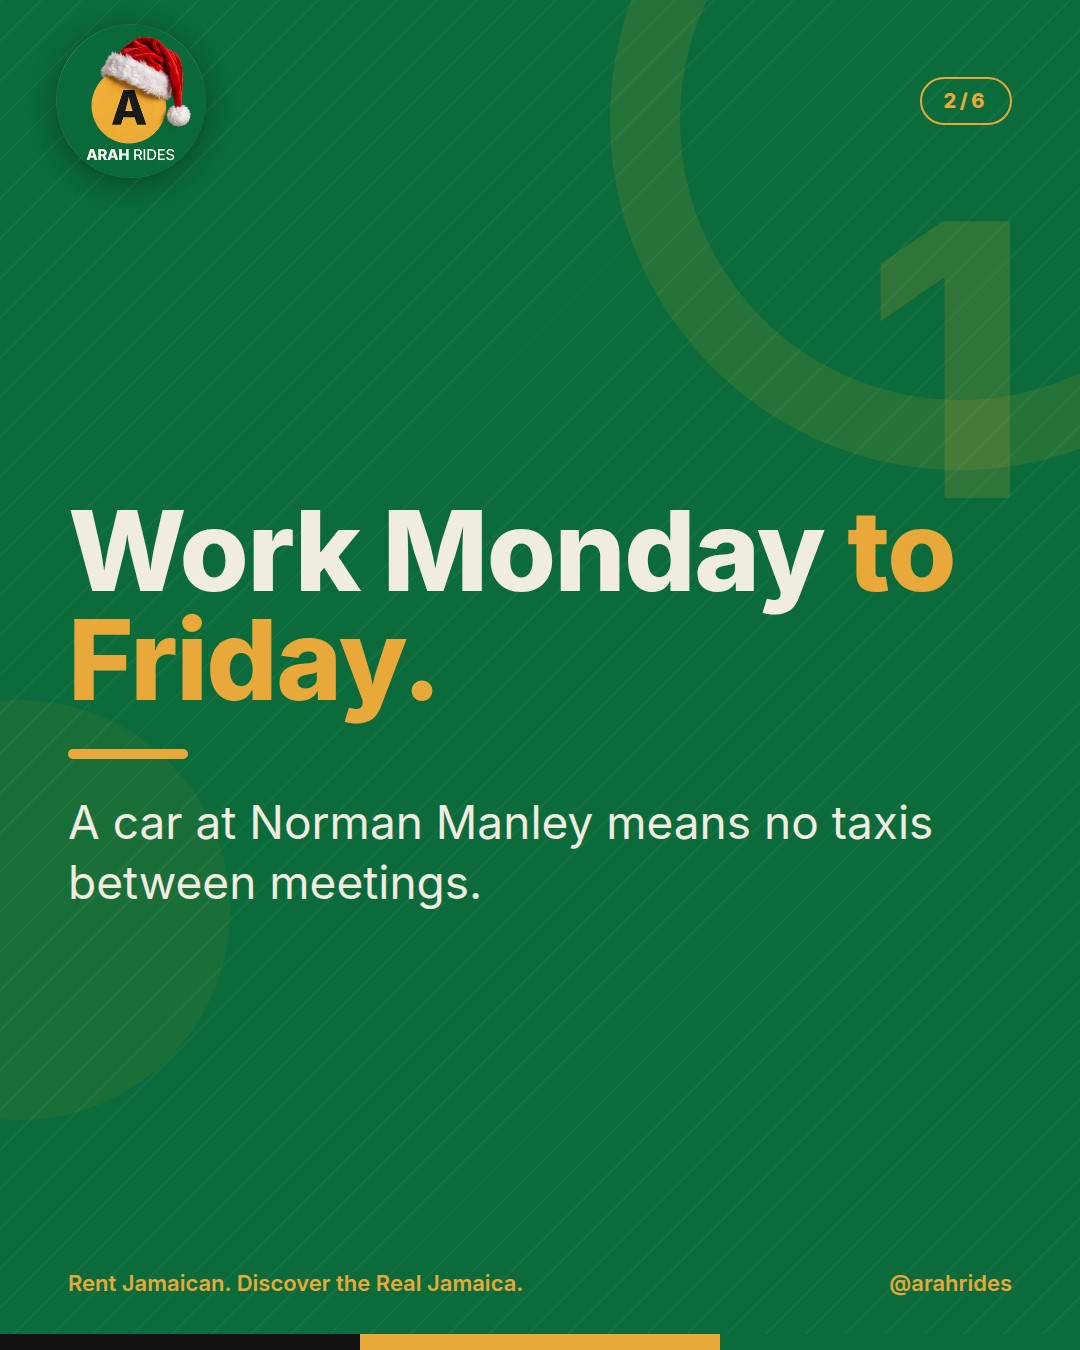 A
ARAH RIDES
2/6
1
Work Monday to
Friday.
A car at Norman Manley means no taxis
between meetings.
Rent Jamaican. Discover the Real Jamaica.
@arahrides